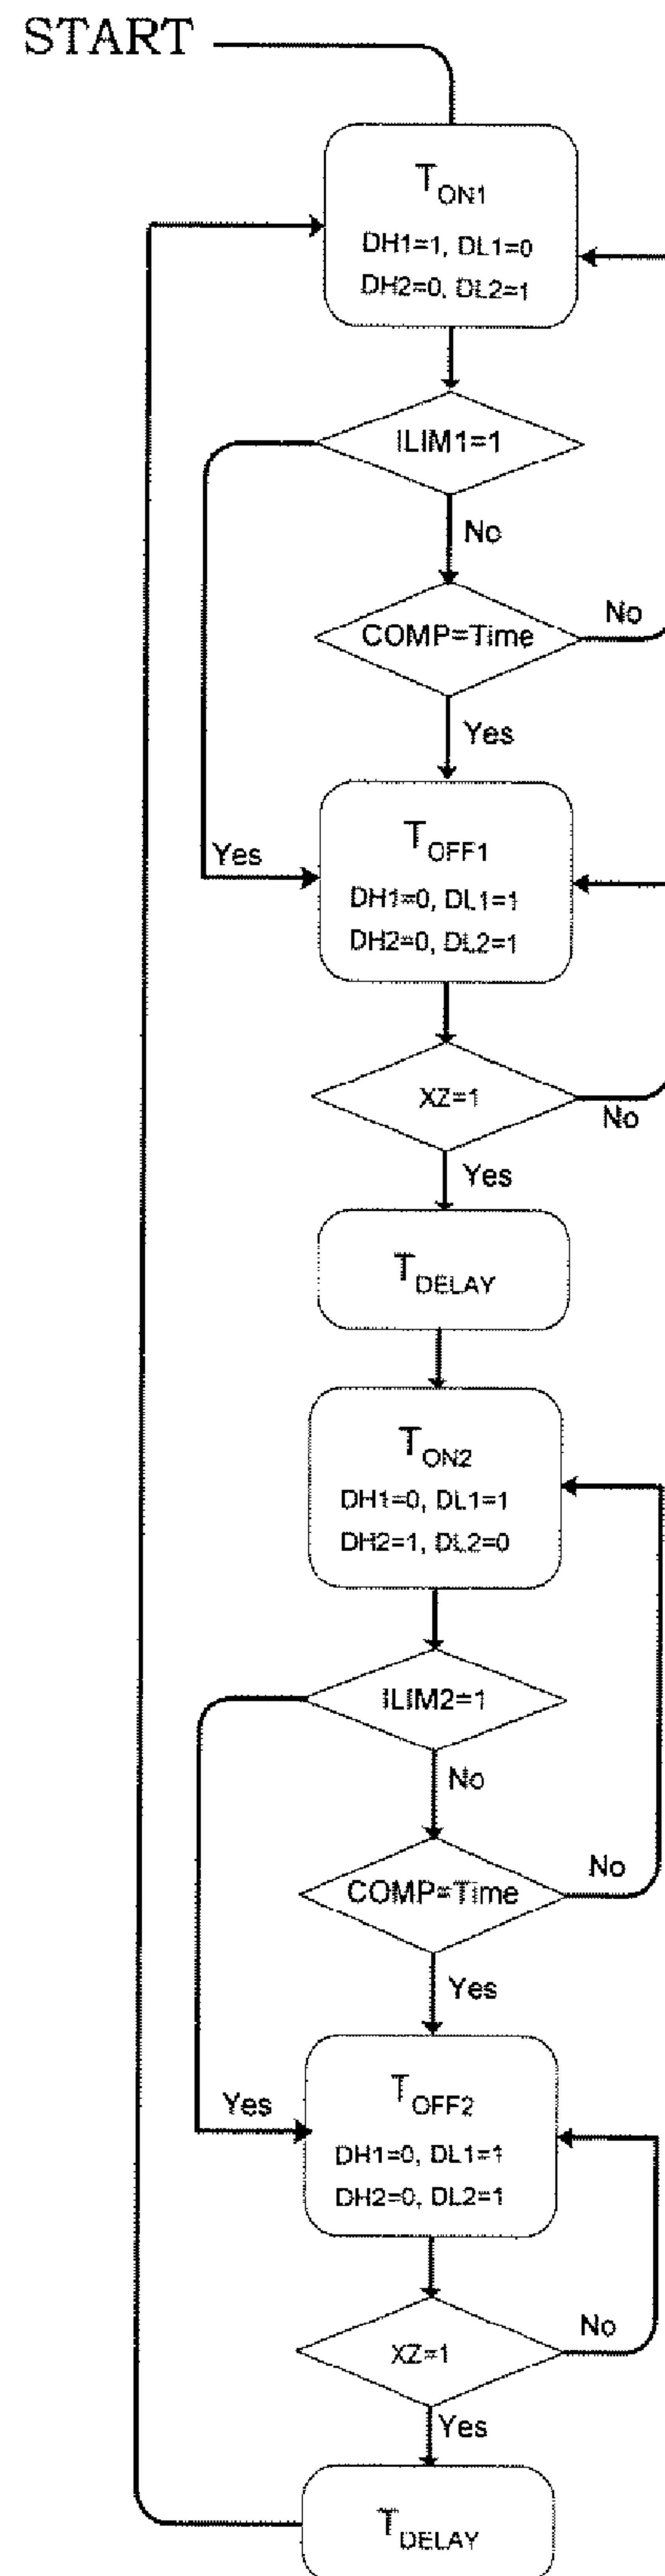 START
T_ON1
DH1=1, DL1=0
DH2=0, DL2=1
ILIM1=1
No
COMP=Time
No
Yes
Yes
T_OFF1
DH1=0, DL1=1
DH2=0, DL2=1
XZ=1
No
Yes
T_DELAY
T_ON2
DH1=0, DL1=1
DH2=1, DL2=0
ILIM2=1
No
COMP=Time
No
Yes
Yes
T_OFF2
DH1=0, DL1=1
DH2=0, DL2=1
XZ=1
No
Yes
T_DELAY